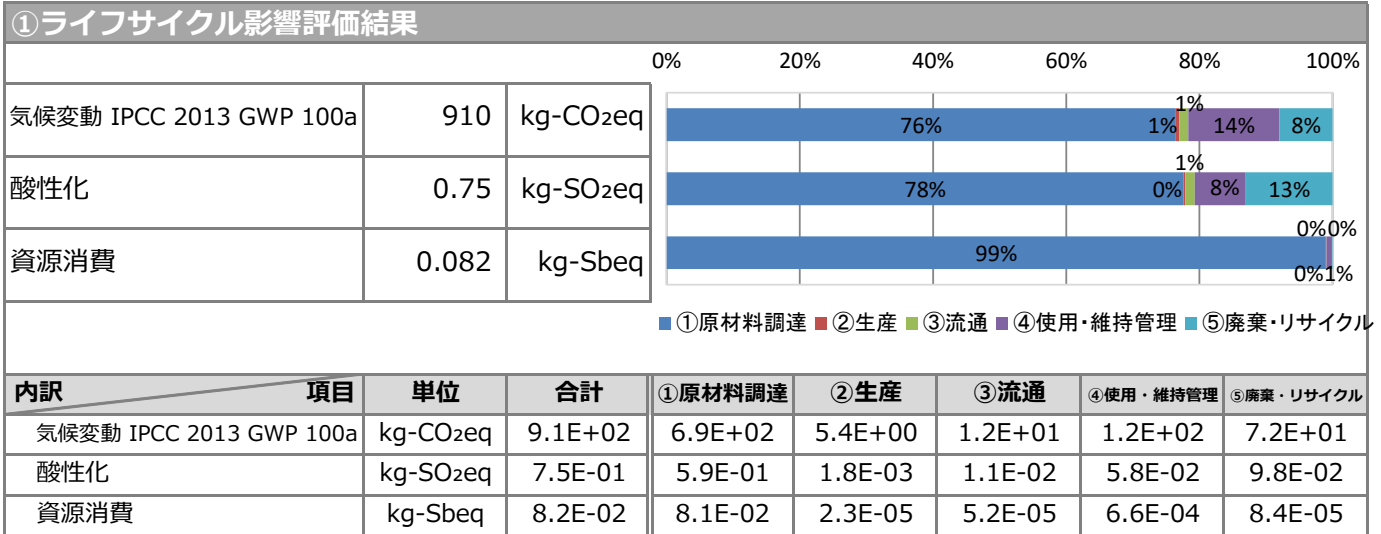 ①ライフサイクル影響評価結果
0% 20% 40% 60% 80% 100%
気候変動 IPCC 2013 GWP 100a 910 kg-CO₂eq 76% 1% 1% 14% 8%
酸性化 0.75 kg-SO₂eq 78% 0% 1% 8% 13%
資源消費 0.082 kg-Sbeq 99% 0% 0% 0% 1%
①原材料調達 ②生産 ③流通 ④使用・維持管理 ⑤廃棄・リサイクル
内訳 項目 単位 合計 ①原材料調達 ②生産 ③流通 ④使用・維持管理 ⑤廃棄・リサイクル
気候変動 IPCC 2013 GWP 100a kg-CO₂eq 9.1E+02 6.9E+02 5.4E+00 1.2E+01 1.2E+02 7.2E+01
酸性化 kg-SO₂eq 7.5E-01 5.9E-01 1.8E-03 1.1E-02 5.8E-02 9.8E-02
資源消費 kg-Sbeq 8.2E-02 8.1E-02 2.3E-05 5.2E-05 6.6E-04 8.4E-05